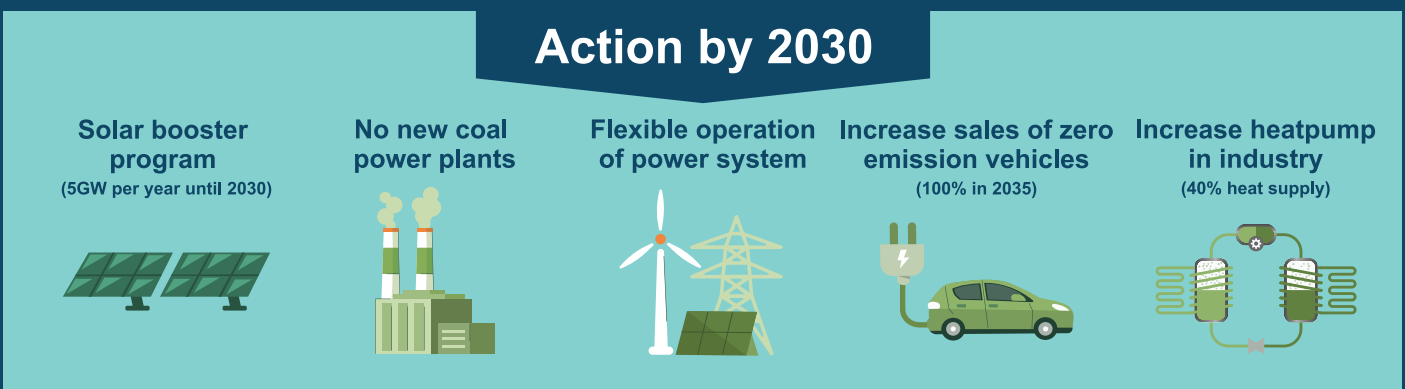 Action by 2030
Solar booster
program
(5GW per year until 2030)
No new coal
power plants
Flexible operation
of power system
Increase sales of zero
emission vehicles
(100% in 2035)
Increase heatpump
in industry
(40% heat supply)